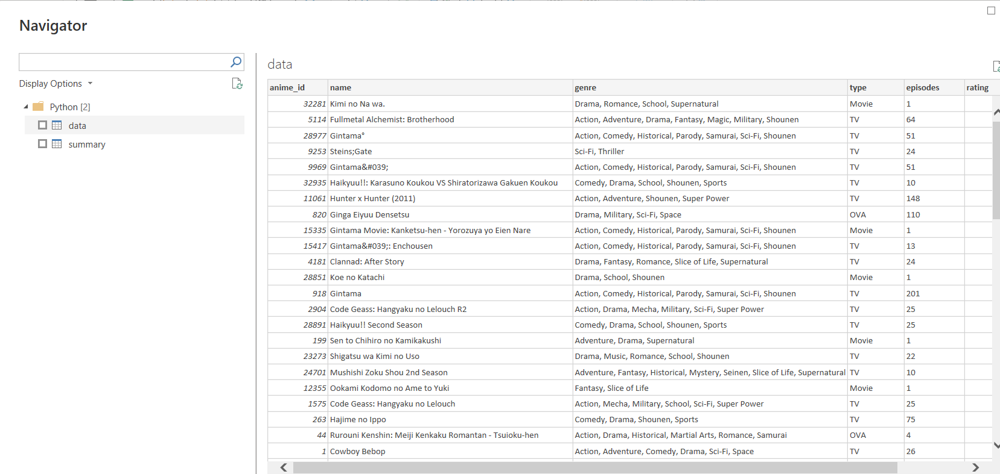 Navigator
Display Options
Python [2]
data
summary
data
anime_id name genre type episodes rating
32281 Kimi no Na wa. Drama, Romance, School, Supernatural Movie 1
5114 Fullmetal Alchemist: Brotherhood Action, Adventure, Drama, Fantasy, Magic, Military, Shounen TV 64
28977 Gintama° Action, Comedy, Historical, Parody, Samurai, Sci-Fi, Shounen TV 51
9253 Steins;Gate Sci-Fi, Thriller TV 24
9969 Gintama&#039; Action, Comedy, Historical, Parody, Samurai, Sci-Fi, Shounen TV 51
32935 Haikyuu!!: Karasuno Koukou VS Shiratorizawa Gakuen Koukou Comedy, Drama, School, Shounen, Sports TV 10
11061 Hunter x Hunter (2011) Action, Adventure, Shounen, Super Power TV 148
820 Ginga Eiyuu Densetsu Drama, Military, Sci-Fi, Space OVA 110
15335 Gintama Movie: Kanketsu-hen - Yorozuya yo Eien Nare Action, Comedy, Historical, Parody, Samurai, Sci-Fi, Shounen Movie 1
15417 Gintama&#039;: Enchousen Action, Comedy, Historical, Parody, Samurai, Sci-Fi, Shounen TV 13
4181 Clannad: After Story Drama, Fantasy, Romance, Slice of Life, Supernatural TV 24
28851 Koe no Katachi Drama, School, Shounen Movie 1
918 Gintama Action, Comedy, Historical, Parody, Samurai, Sci-Fi, Shounen TV 201
2904 Code Geass: Hangyaku no Lelouch R2 Action, Drama, Mecha, Military, Sci-Fi, Super Power TV 25
28891 Haikyuu!! Second Season Comedy, Drama, School, Shounen, Sports TV 25
199 Sen to Chihiro no Kamikakushi Adventure, Drama, Supernatural Movie 1
23273 Shigatsu wa Kimi no Uso Drama, Music, Romance, School, Shounen TV 22
24701 Mushishi Zoku Shou 2nd Season Adventure, Fantasy, Historical, Mystery, Seinen, Slice of Life, Supernatural TV 10
12355 Ookami Kodomo no Ame to Yuki Fantasy, Slice of Life Movie 1
1575 Code Geass: Hangyaku no Lelouch Action, Mecha, Military, School, Sci-Fi, Super Power TV 25
263 Hajime no Ippo Comedy, Drama, Shounen, Sports TV 75
44 Rurouni Kenshin: Meiji Kenkaku Romantan - Tsuioku-hen Action, Drama, Historical, Martial Arts, Romance, Samurai OVA 4
1 Cowboy Bebop Action, Adventure, Comedy, Drama, Sci-Fi, Space TV 26